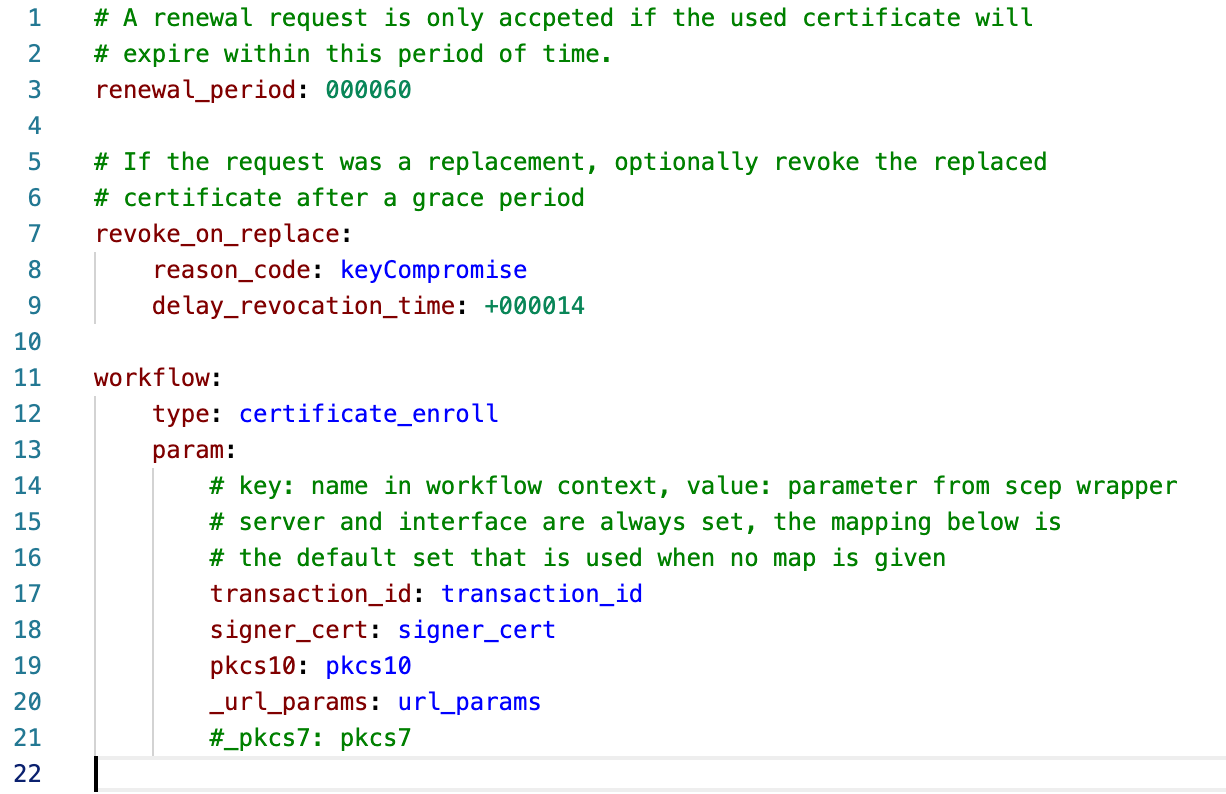 1 # A renewal request is only accpeted if the used certificate will
2 # expire within this period of time.
3 renewal_period: 000060
4
5 # If the request was a replacement, optionally revoke the replaced
6 # certificate after a grace period
7 revoke_on_replace:
8     reason_code: keyCompromise
9     delay_revocation_time: +000014
10
11 workflow:
12     type: certificate_enroll
13     param:
14         # key: name in workflow context, value: parameter from scep wrapper
15         # server and interface are always set, the mapping below is
16         # the default set that is used when no map is given
17         transaction_id: transaction_id
18         signer_cert: signer_cert
19         pkcs10: pkcs10
20         _url_params: url_params
21         #_pkcs7: pkcs7
22